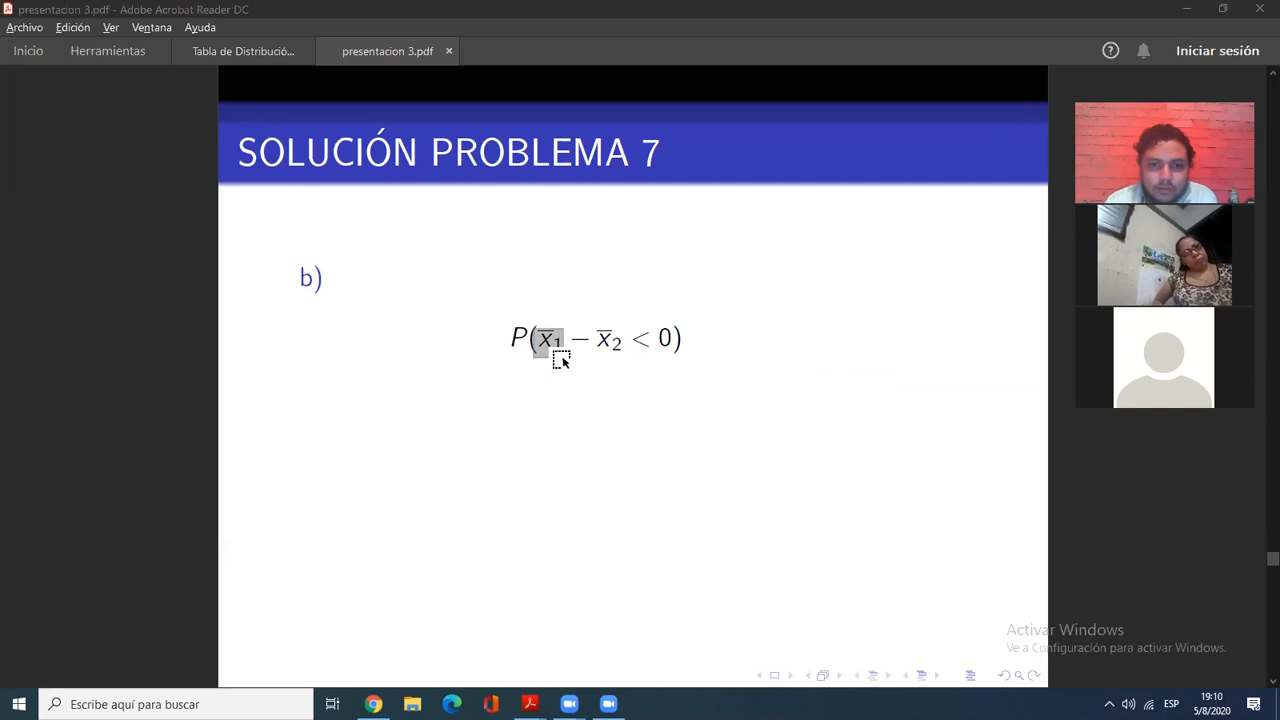 presentacion 3.pdf - Adobe Acrobat Reader DC
Archivo Edición Ver Ventana Ayuda
Inicio Herramientas Tabla de Distribució... presentacion 3.pdf × Iniciar sesión
SOLUCIÓN PROBLEMA 7
b)
P(x̅₁ − x̅₂ < 0)
Activar Windows
Ve a Configuración para activar Windows.
Escribe aquí para buscar
ESP
19:10
5/8/2020